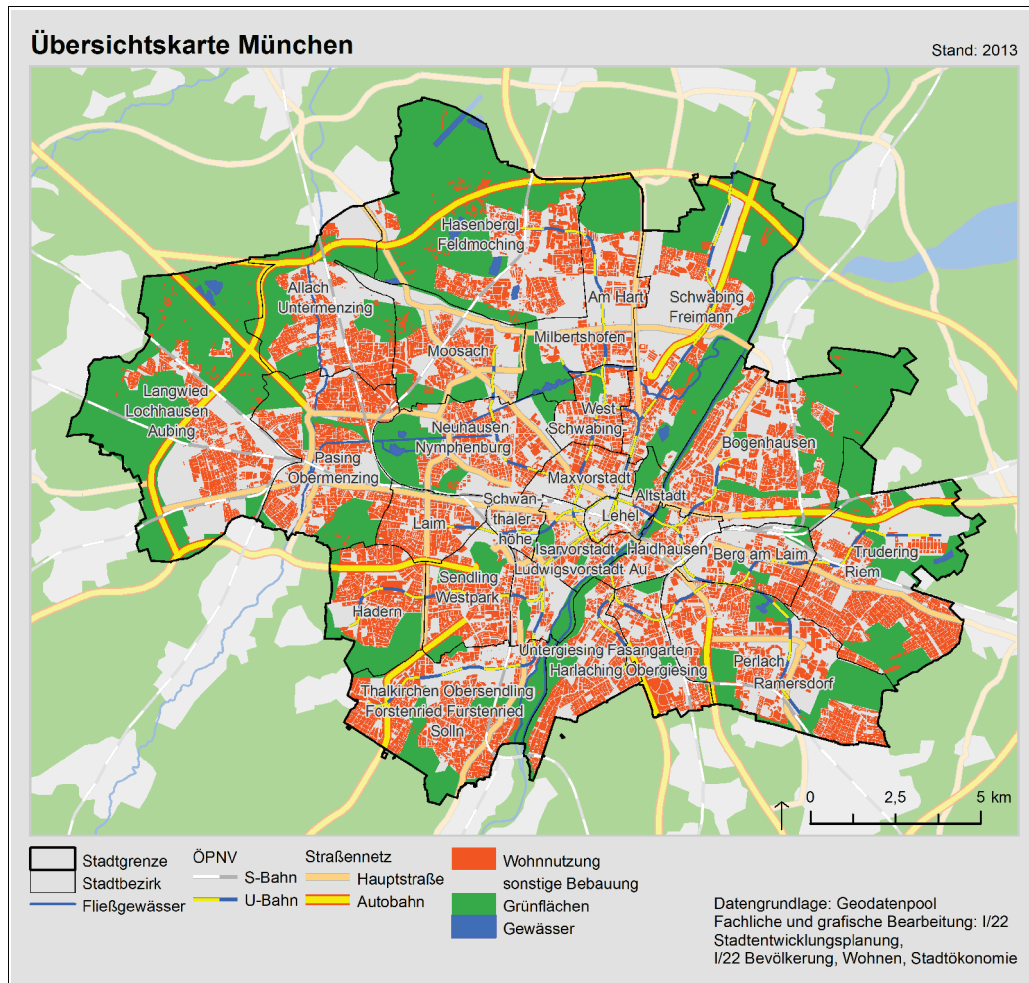 Übersichtskarte München
Stand: 2013
Hasenbergl
Feldmoching
Allach
Untermenzing
Am Hart
Schwabing
Freimann
Milbertshofen
Moosach
Langwied
Lochhausen
Aubing
West-
Schwabing
Neuhausen
Nymphenburg
Bogenhausen
Pasing
Obermenzing
Maxvorstadt
Altstadt
Lehel
Schwan-
thaler-
höhe
Laim
Isarvorstadt
Ludwigsvorstadt
Haidhausen
Au
Berg am Laim
Trudering
Riem
Sendling
Westpark
Hadern
Untergiesing Fasangarten
Harlaching Obergiesing
Perlach
Ramersdorf
Thalkirchen Obersendling
Forstenried Fürstenried
Solln
0 2,5 5 km
Stadtgrenze
Stadtbezirk
Fließgewässer
ÖPNV
S-Bahn
U-Bahn
Straßennetz
Hauptstraße
Autobahn
Wohnnutzung
sonstige Bebauung
Grünflächen
Gewässer
Datengrundlage: Geodatenpool
Fachliche und grafische Bearbeitung: I/22
Stadtentwicklungsplanung,
I/22 Bevölkerung, Wohnen, Stadtökonomie